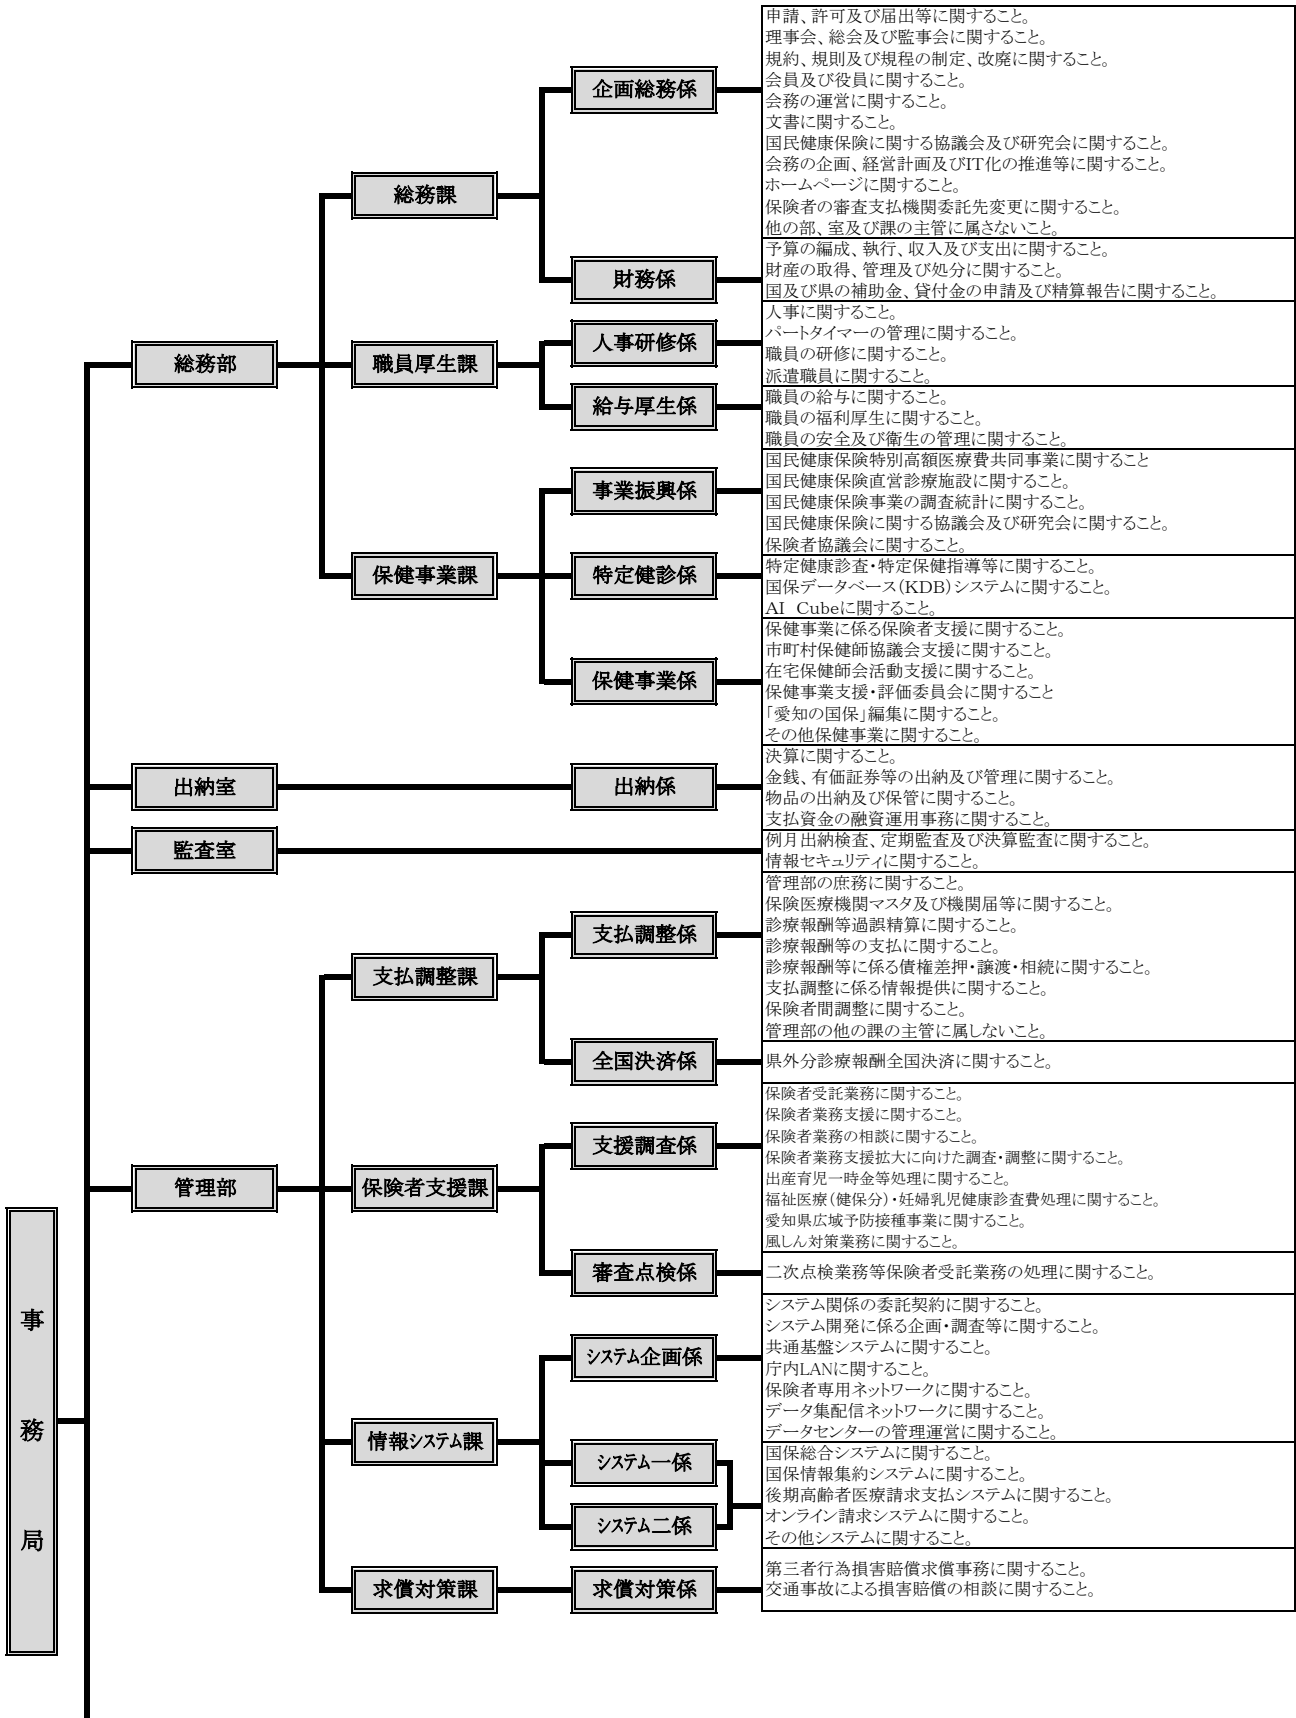 事務局
総務部
総務課
企画総務係
申請、許可及び届出等に関すること。
理事会、総会及び監事会に関すること。
規約、規則及び規程の制定、改廃に関すること。
会員及び役員に関すること。
会務の運営に関すること。
文書に関すること。
国民健康保険に関する協議会及び研究会に関すること。
会務の企画、経営計画及びIT化の推進等に関すること。
ホームページに関すること。
保険者の審査支払機関委託先変更に関すること。
他の部、室及び課の主管に属さないこと。
財務係
予算の編成、執行、収入及び支出に関すること。
財産の取得、管理及び処分に関すること。
国及び県の補助金、貸付金の申請及び精算報告に関すること。
職員厚生課
人事研修係
人事に関すること。
パートタイマーの管理に関すること。
職員の研修に関すること。
派遣職員に関すること。
給与厚生係
職員の給与に関すること。
職員の福利厚生に関すること。
職員の安全及び衛生の管理に関すること。
保健事業課
事業振興係
国民健康保険特別高額医療費共同事業に関すること
国民健康保険直営診療施設に関すること。
国民健康保険事業の調査統計に関すること。
国民健康保険に関する協議会及び研究会に関すること。
保険者協議会に関すること。
特定健診係
特定健康診査・特定保健指導等に関すること。
国保データベース(KDB)システムに関すること。
AI Cubeに関すること。
保健事業係
保健事業に係る保険者支援に関すること。
市町村保健師協議会支援に関すること。
在宅保健師会活動支援に関すること。
保健事業支援・評価委員会に関すること
「愛知の国保」編集に関すること。
その他保健事業に関すること。
出納室
出納係
決算に関すること。
金銭、有価証券等の出納及び管理に関すること。
物品の出納及び保管に関すること。
支払資金の融資運用事務に関すること。
監査室
例月出納検査、定期監査及び決算監査に関すること。
情報セキュリティに関すること。
管理部
支払調整課
支払調整係
管理部の庶務に関すること。
保険医療機関マスタ及び機関届等に関すること。
診療報酬等過誤精算に関すること。
診療報酬等の支払に関すること。
診療報酬等に係る債権差押・譲渡・相続に関すること。
支払調整に係る情報提供に関すること。
保険者間調整に関すること。
管理部の他の課の主管に属しないこと。
全国決済係
県外分診療報酬全国決済に関すること。
保険者支援課
支援調査係
保険者受託業務に関すること。
保険者業務支援に関すること。
保険者業務の相談に関すること。
保険者業務支援拡大に向けた調査・調整に関すること。
出産育児一時金等処理に関すること。
福祉医療(健保分)・妊婦乳児健康診査費処理に関すること。
愛知県広域予防接種事業に関すること。
風しん対策業務に関すること。
審査点検係
二次点検業務等保険者受託業務の処理に関すること。
情報システム課
システム企画係
システム関係の委託契約に関すること。
システム開発に係る企画・調査等に関すること。
共通基盤システムに関すること。
庁内LANに関すること。
保険者専用ネットワークに関すること。
データ集配信ネットワークに関すること。
データセンターの管理運営に関すること。
システム一係
システム二係
国保総合システムに関すること。
国保情報集約システムに関すること。
後期高齢者医療請求支払システムに関すること。
オンライン請求システムに関すること。
その他システムに関すること。
求償対策課
求償対策係
第三者行為損害賠償求償事務に関すること。
交通事故による損害賠償の相談に関すること。